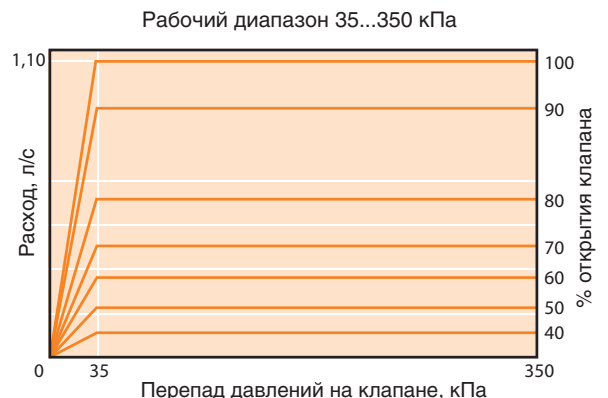 Рабочий диапазон 35...350 кПа
1,10
100
90
80
70
60
50
40
Расход, л/с
% открытия клапана
0
35
350
Перепад давлений на клапане, кПа